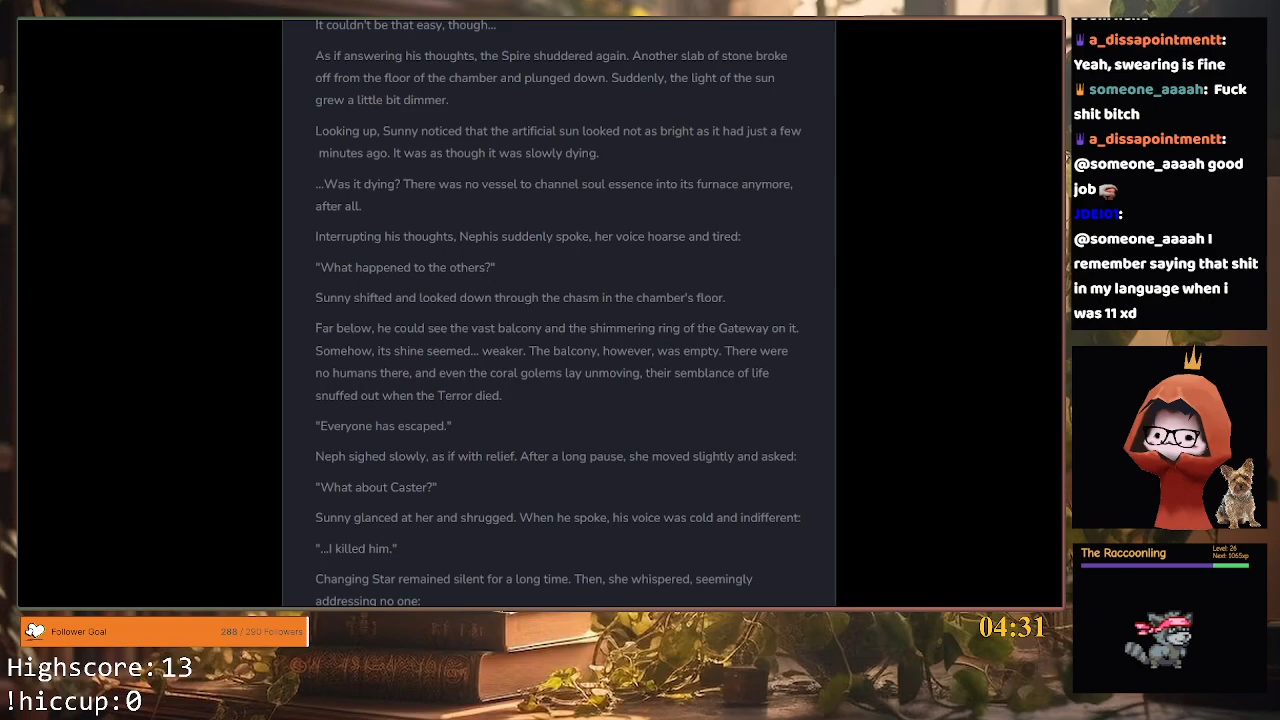 It couldn't be that easy, though...
As if answering his thoughts, the Spire shuddered again. Another slab of stone broke
off from the floor of the chamber and plunged down. Suddenly, the light of the sun
grew a little bit dimmer.
Looking up, Sunny noticed that the artificial sun looked not as bright as it had just a few
minutes ago. It was as though it was slowly dying.
...Was it dying? There was no vessel to channel soul essence into its furnace anymore,
after all.
Interrupting his thoughts, Nephis suddenly spoke, her voice hoarse and tired:
"What happened to the others?"
Sunny shifted and looked down through the chasm in the chamber's floor.
Far below, he could see the vast balcony and the shimmering ring of the Gateway on it.
Somehow, its shine seemed... weaker. The balcony, however, was empty. There were
no humans there, and even the coral golems lay unmoving, their semblance of life
snuffed out when the Terror died.
"Everyone has escaped."
Neph sighed slowly, as if with relief. After a long pause, she moved slightly and asked:
"What about Caster?"
Sunny glanced at her and shrugged. When he spoke, his voice was cold and indifferent:
"...I killed him."
Changing Star remained silent for a long time. Then, she whispered, seemingly
addressing no one:
a_dissapointmentt:
Yeah, swearing is fine
someone_aaaah: Fuck
shit bitch
a_dissapointmentt:
@someone_aaaah good
job
JDEI01:
@someone_aaaah I
remember saying that shit
in my language when i
was 11 xd
The Raccoonling
Level: 26
Next: 1065xp
Follower Goal
288 / 290 Followers
04:31
Highscore:13
!hiccup:0